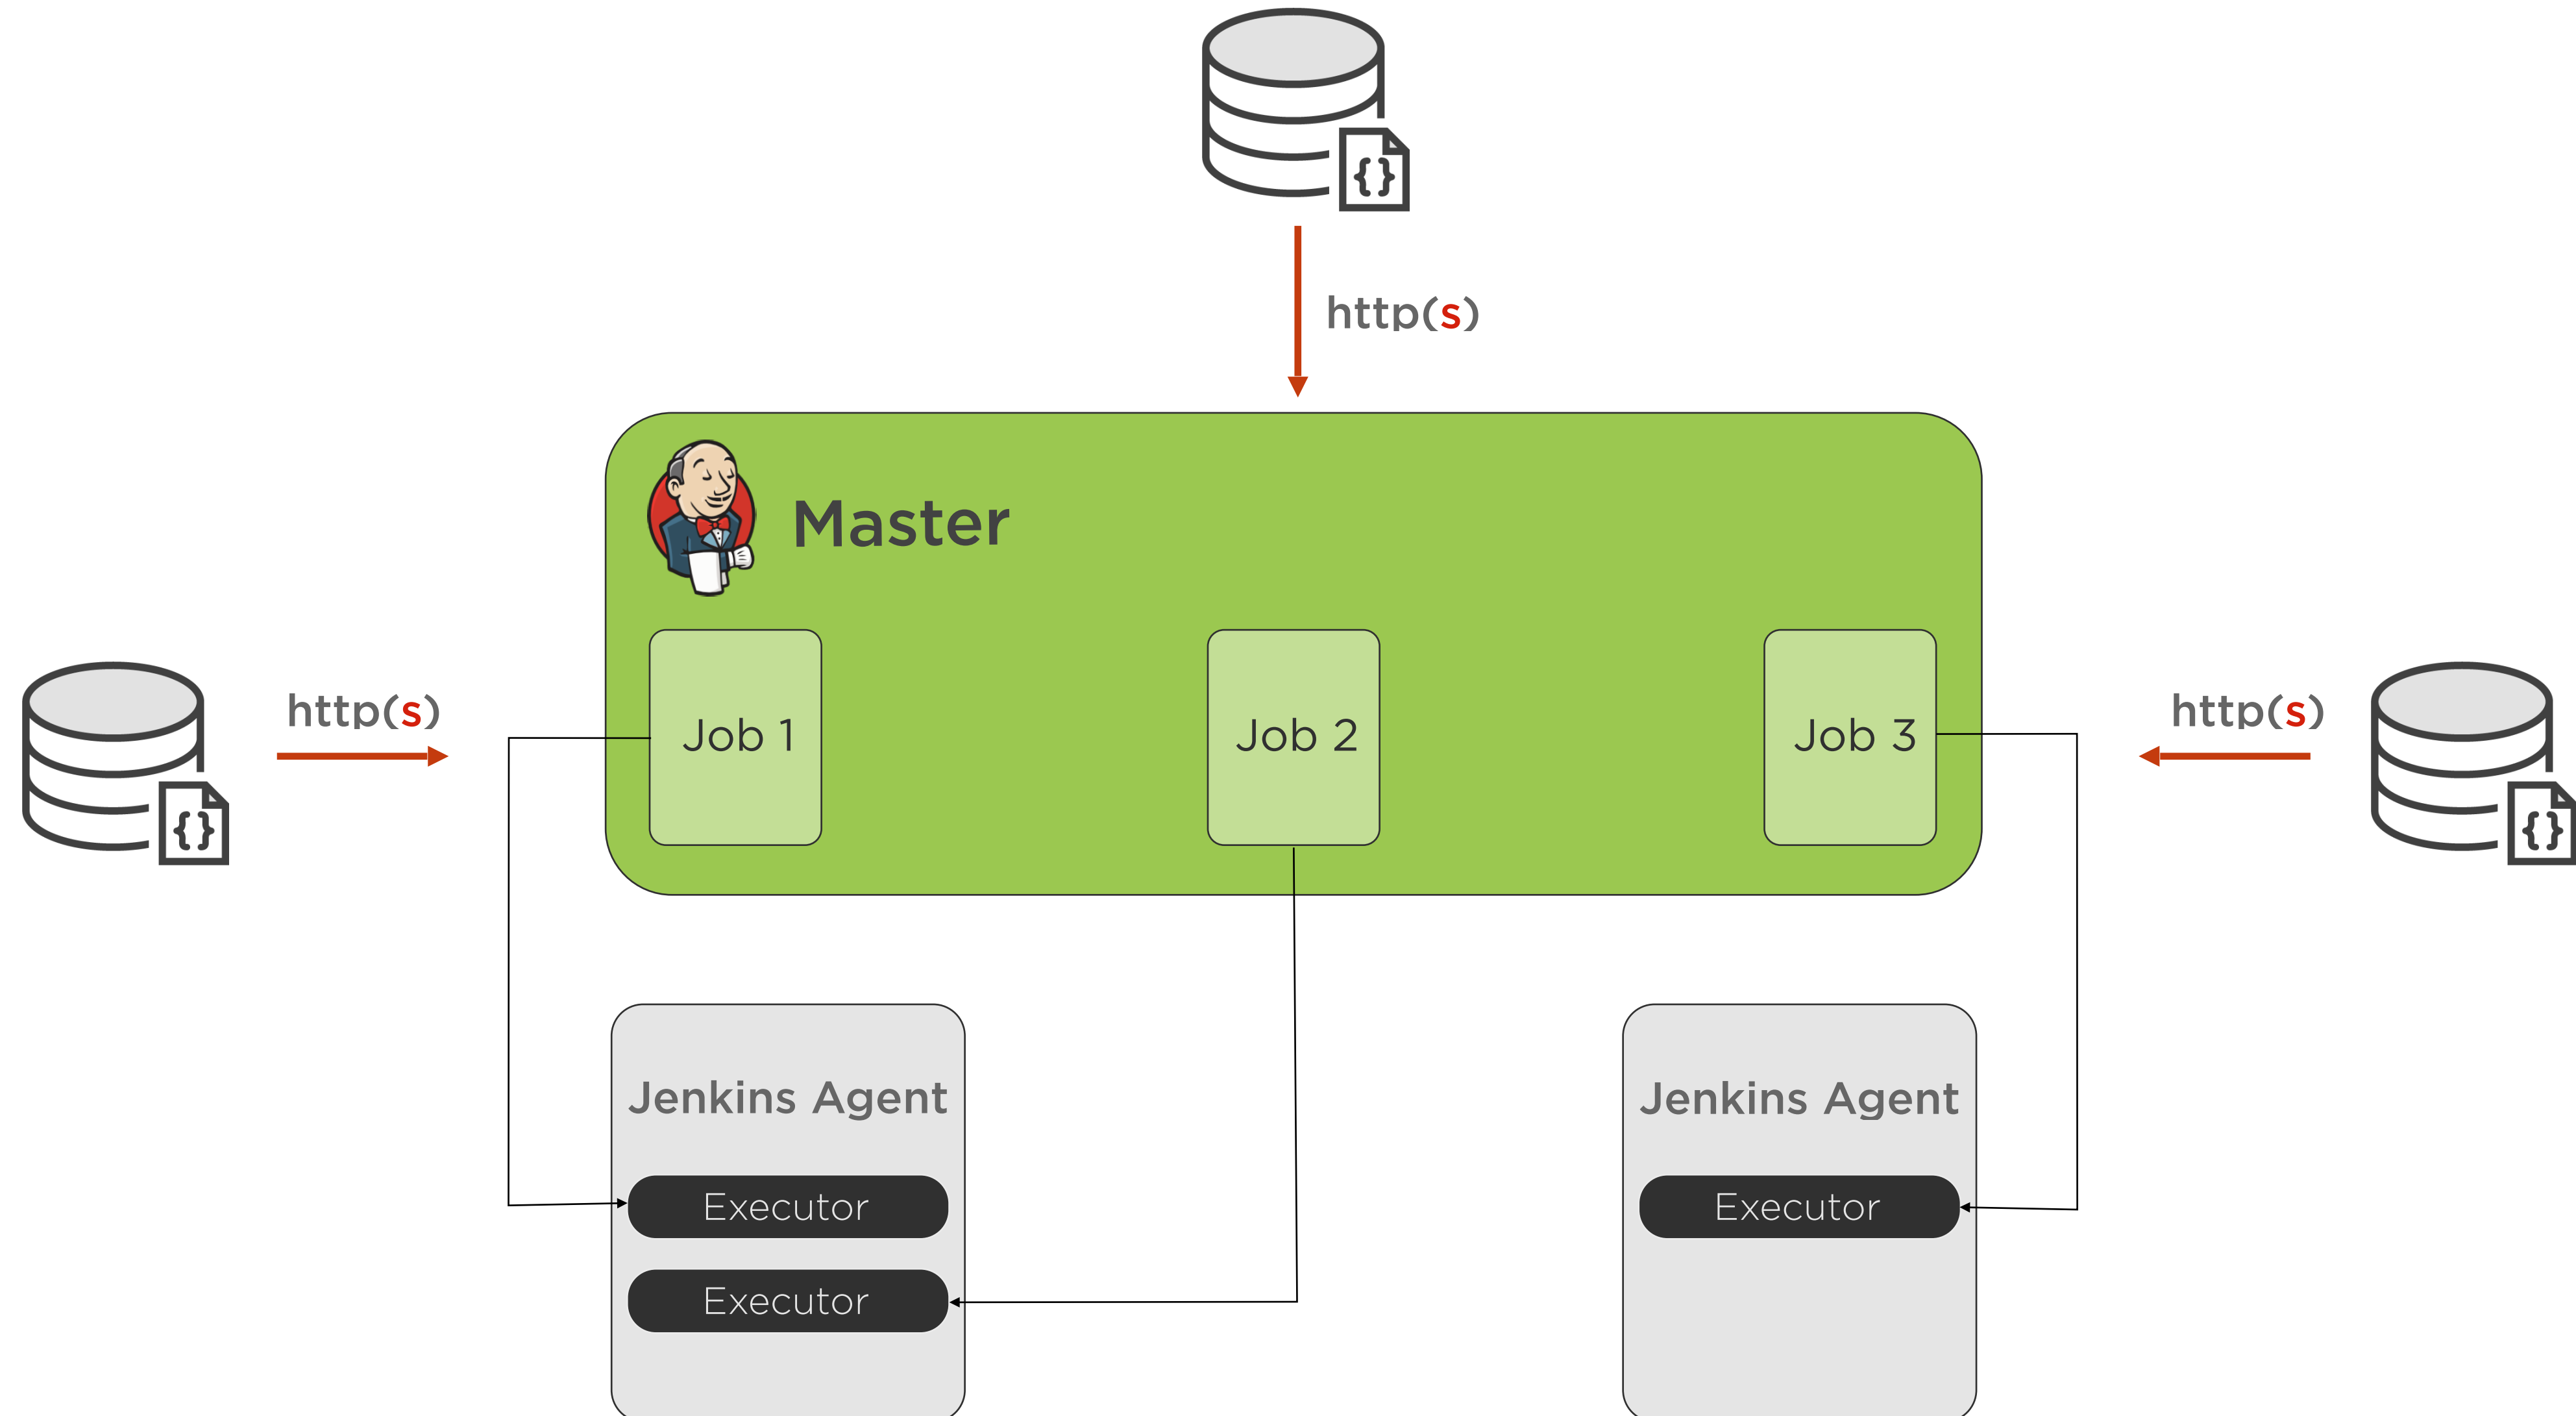 http(s)
Master
http(s)
http(s)
Job 1
Job 2
Job 3
{}
{}
{}
Jenkins Agent
Jenkins Agent
Executor
Executor
Executor